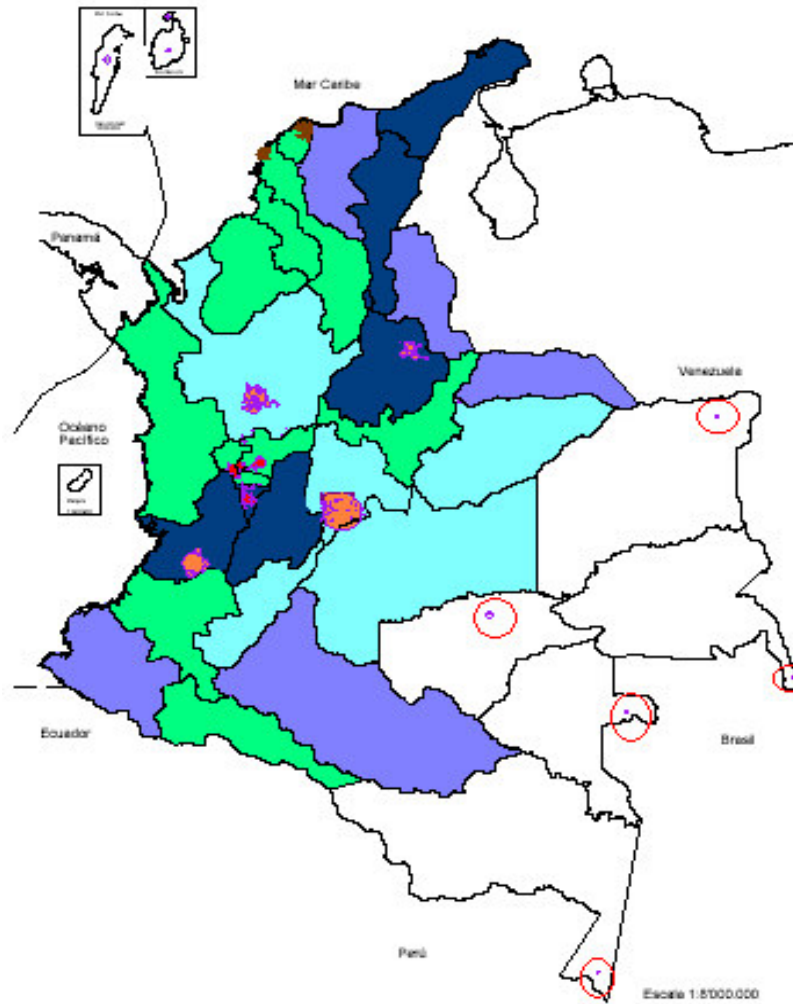 Mar Caribe
Panamá
Venezuela
Océano
Pacífico
Ecuador
Brasil
Perú
Escala 1:8'000.000